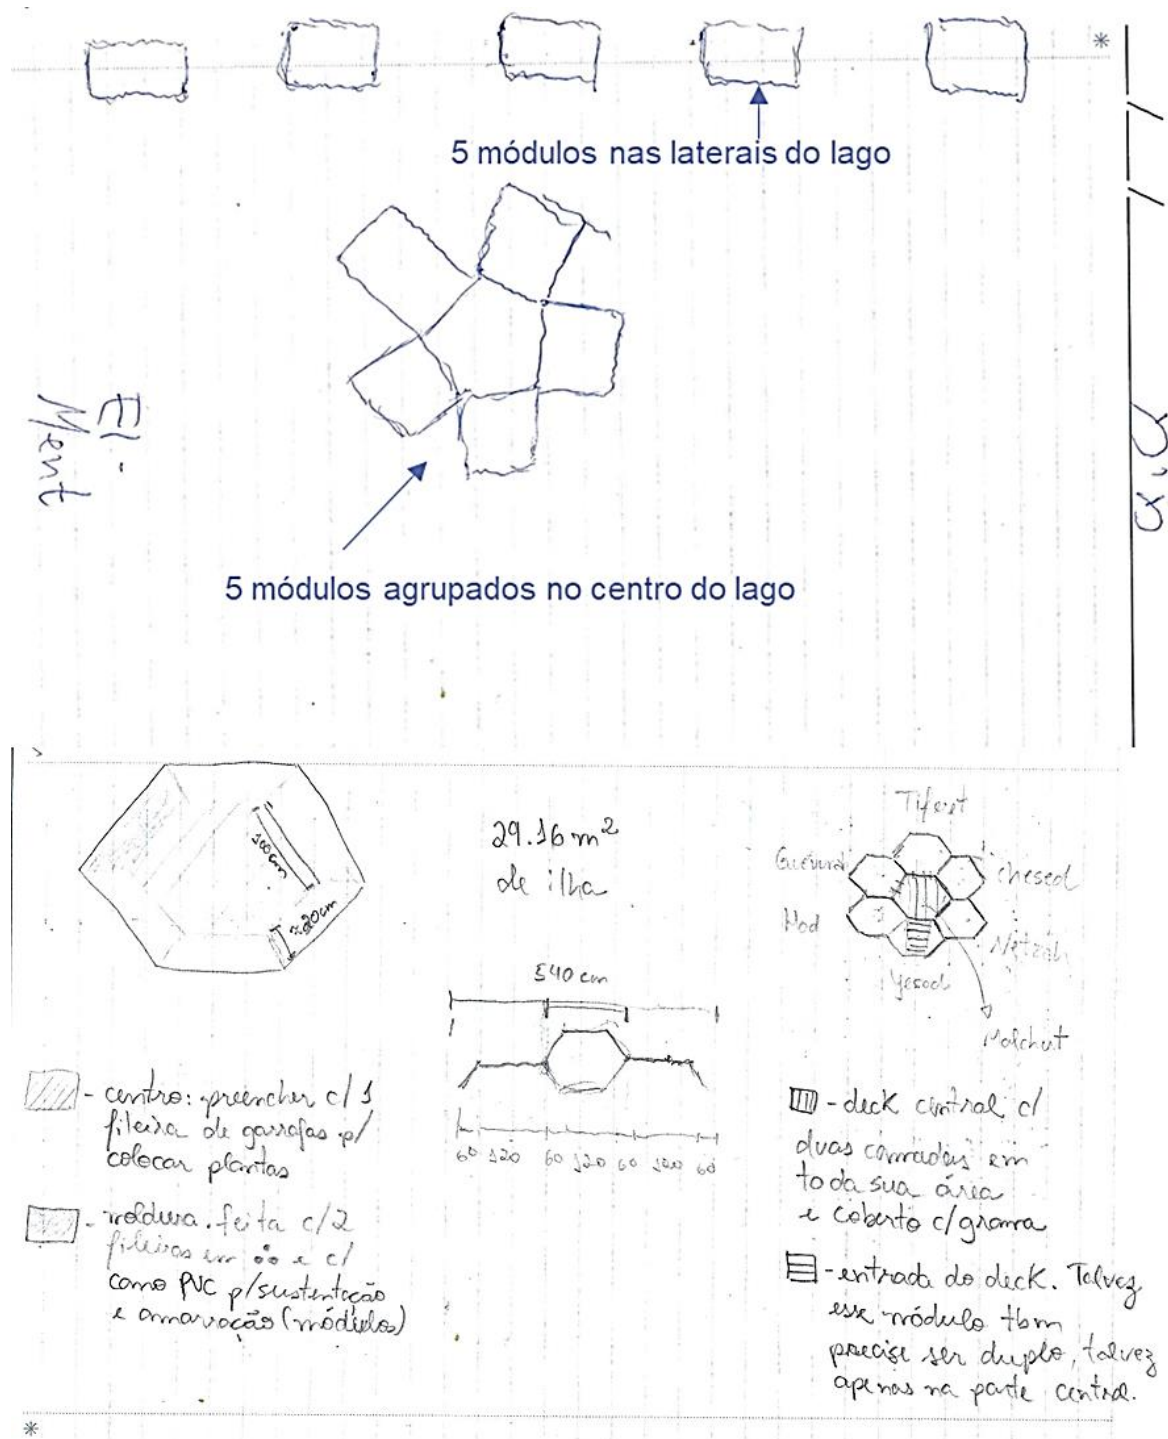 *
5 módulos nas laterais do lago
El-
Ment
5 módulos agrupados no centro do lago
100cm
≈20cm
29.16 m²
de ilha
540 cm
60 120 60 120 60 120 60
Tiferet
Guevurah
chesed
Hod
Netzah
Yesod
Malchut
- centro: preencher c/ 1
fileira de garrafas p/
colocar plantas
- moldura. feita c/2
fileiras em e c/
cano PVC p/sustentação
e amarração (módulos)
- deck central c/
duas camadas em
toda sua área
e coberto c/grama
- entrada do deck. Talvez
esse módulo tbm
precise ser duplo, talvez
apenas na parte central.
*